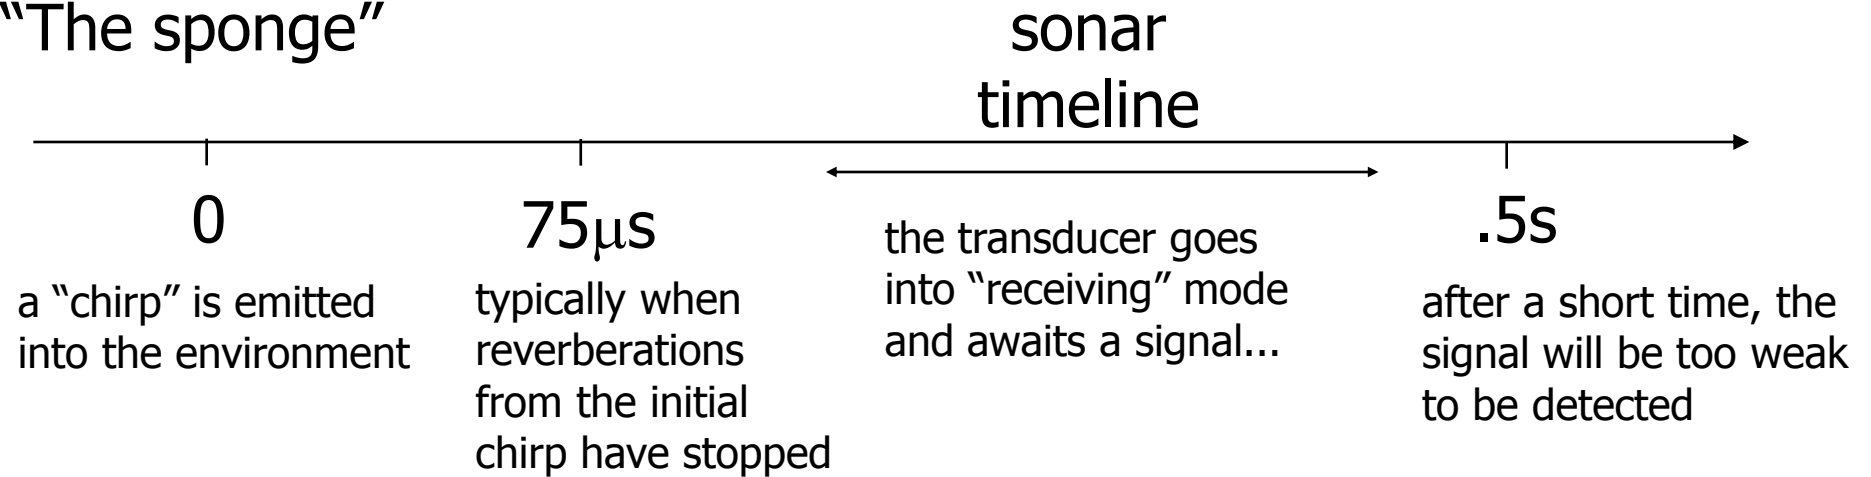 “The sponge”
sonar
timeline
0
a “chirp” is emitted
into the environment
75μs
typically when
reverberations
from the initial
chirp have stopped
the transducer goes
into “receiving” mode
and awaits a signal...
.5s
after a short time, the
signal will be too weak
to be detected